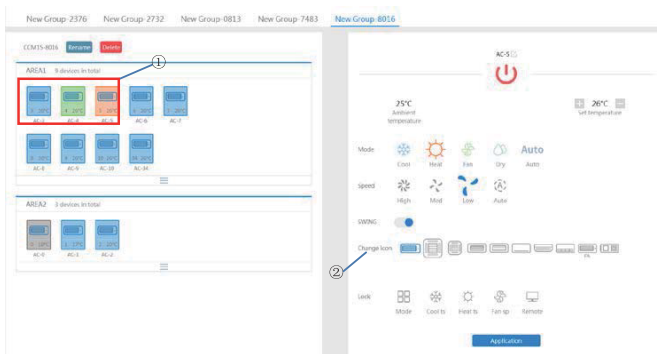 New Group-2376 New Group-2732 New Group-0813 New Group-7483 New Group-8016
CCM15-8016 Rename Delete
①
AREA1 9 devices in total
AC-3 AC-4 AC-5 AC-6 AC-7
AC-8 AC-9 AC-10 AC-34
AREA2 3 devices in total
AC-0 AC-1 AC-2
AC-5
25°C 26°C
Ambient temperature Set temperature
Mode Auto
Cool Heat Fan Dry Auto
Speed
High Mid Low Auto
SWING
②
Change Icon
Lock
Mode Cool ts Heat ts Fan sp Remote
Application